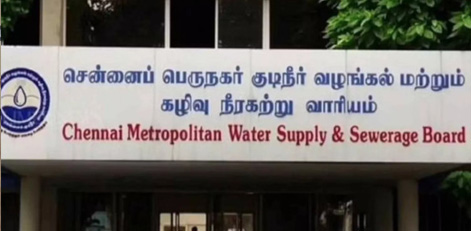 சென்னைப் பெருநகர் குடிநீர் வழங்கல் மற்றும்
கழிவு நீரகற்று வாரியம்
Chennai Metropolitan Water Supply & Sewerage Board